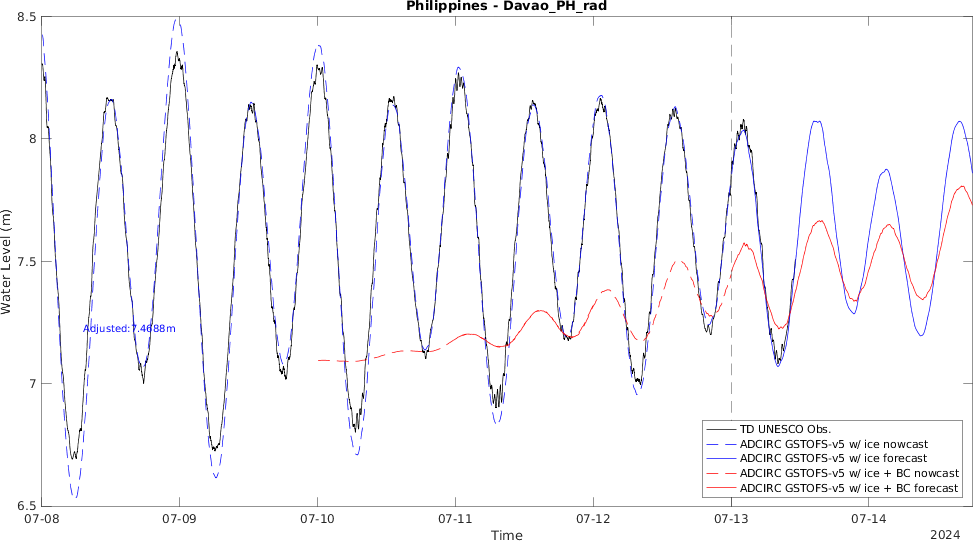 Philippines - Davao_PH_rad
8.5
8
7.5
7
6.5
Water Level (m)
Adjusted:7.4688m
TD UNESCO Obs.
ADCIRC GSTOFS-v5 w/ ice nowcast
ADCIRC GSTOFS-v5 w/ ice forecast
ADCIRC GSTOFS-v5 w/ ice + BC nowcast
ADCIRC GSTOFS-v5 w/ ice + BC forecast
07-08 07-09 07-10 07-11 07-12 07-13 07-14
Time
2024